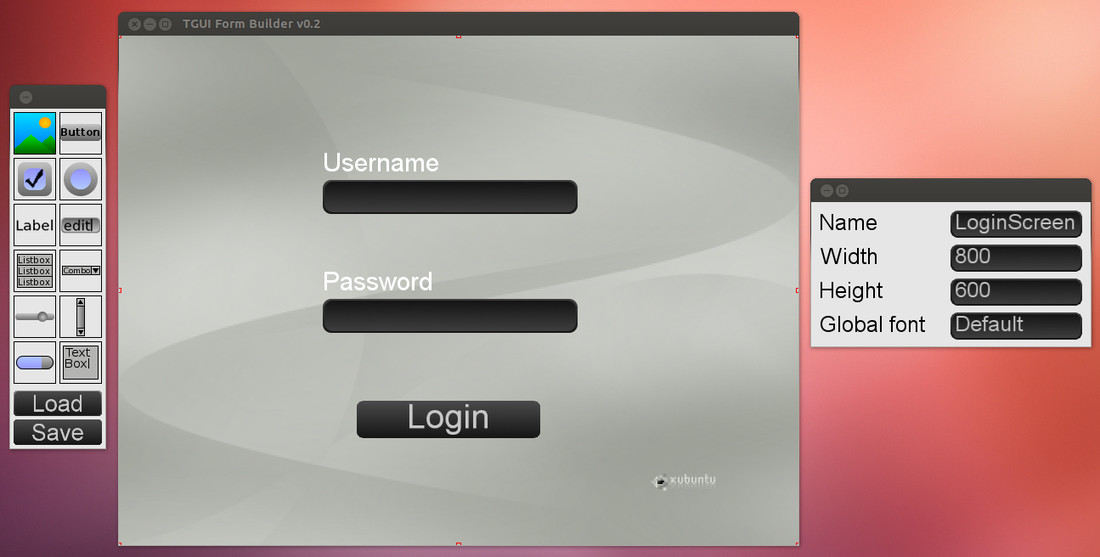 TGUI Form Builder v0.2
Button
Label
edit
Listbox
Listbox
Listbox
Combo
Text
Box
Load
Save
Username
Password
Login
xubuntu
Name
LoginScreen
Width
800
Height
600
Global font
Default